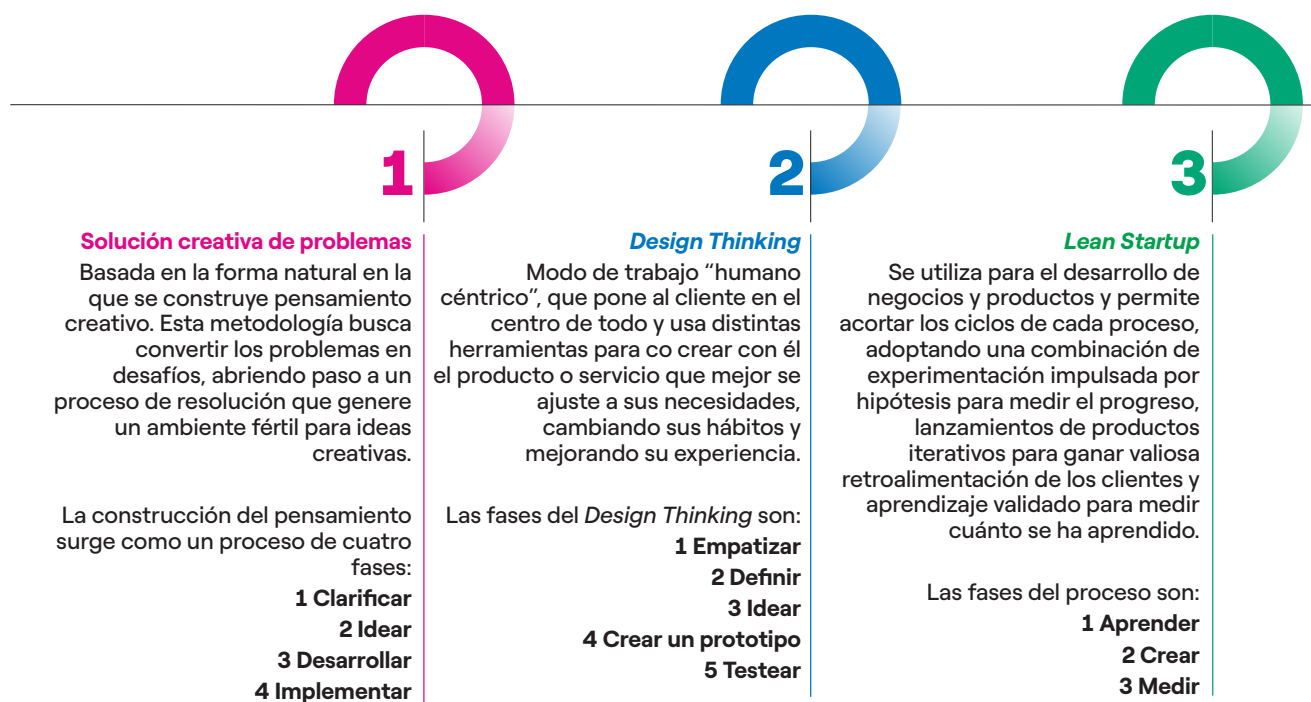 1
Solución creativa de problemas
Basada en la forma natural en la
que se construye pensamiento
creativo. Esta metodología busca
convertir los problemas en
desafíos, abriendo paso a un
proceso de resolución que genere
un ambiente fértil para ideas
creativas.
La construcción del pensamiento
surge como un proceso de cuatro
fases:
1 Clarificar
2 Idear
3 Desarrollar
4 Implementar
2
Design Thinking
Modo de trabajo “humano
céntrico”, que pone al cliente en el
centro de todo y usa distintas
herramientas para co crear con él
el producto o servicio que mejor se
ajuste a sus necesidades,
cambiando sus hábitos y
mejorando su experiencia.
Las fases del Design Thinking son:
1 Empatizar
2 Definir
3 Idear
4 Crear un prototipo
5 Testear
3
Lean Startup
Se utiliza para el desarrollo de
negocios y productos y permite
acortar los ciclos de cada proceso,
adoptando una combinación de
experimentación impulsada por
hipótesis para medir el progreso,
lanzamientos de productos
iterativos para ganar valiosa
retroalimentación de los clientes y
aprendizaje validado para medir
cuánto se ha aprendido.
Las fases del proceso son:
1 Aprender
2 Crear
3 Medir